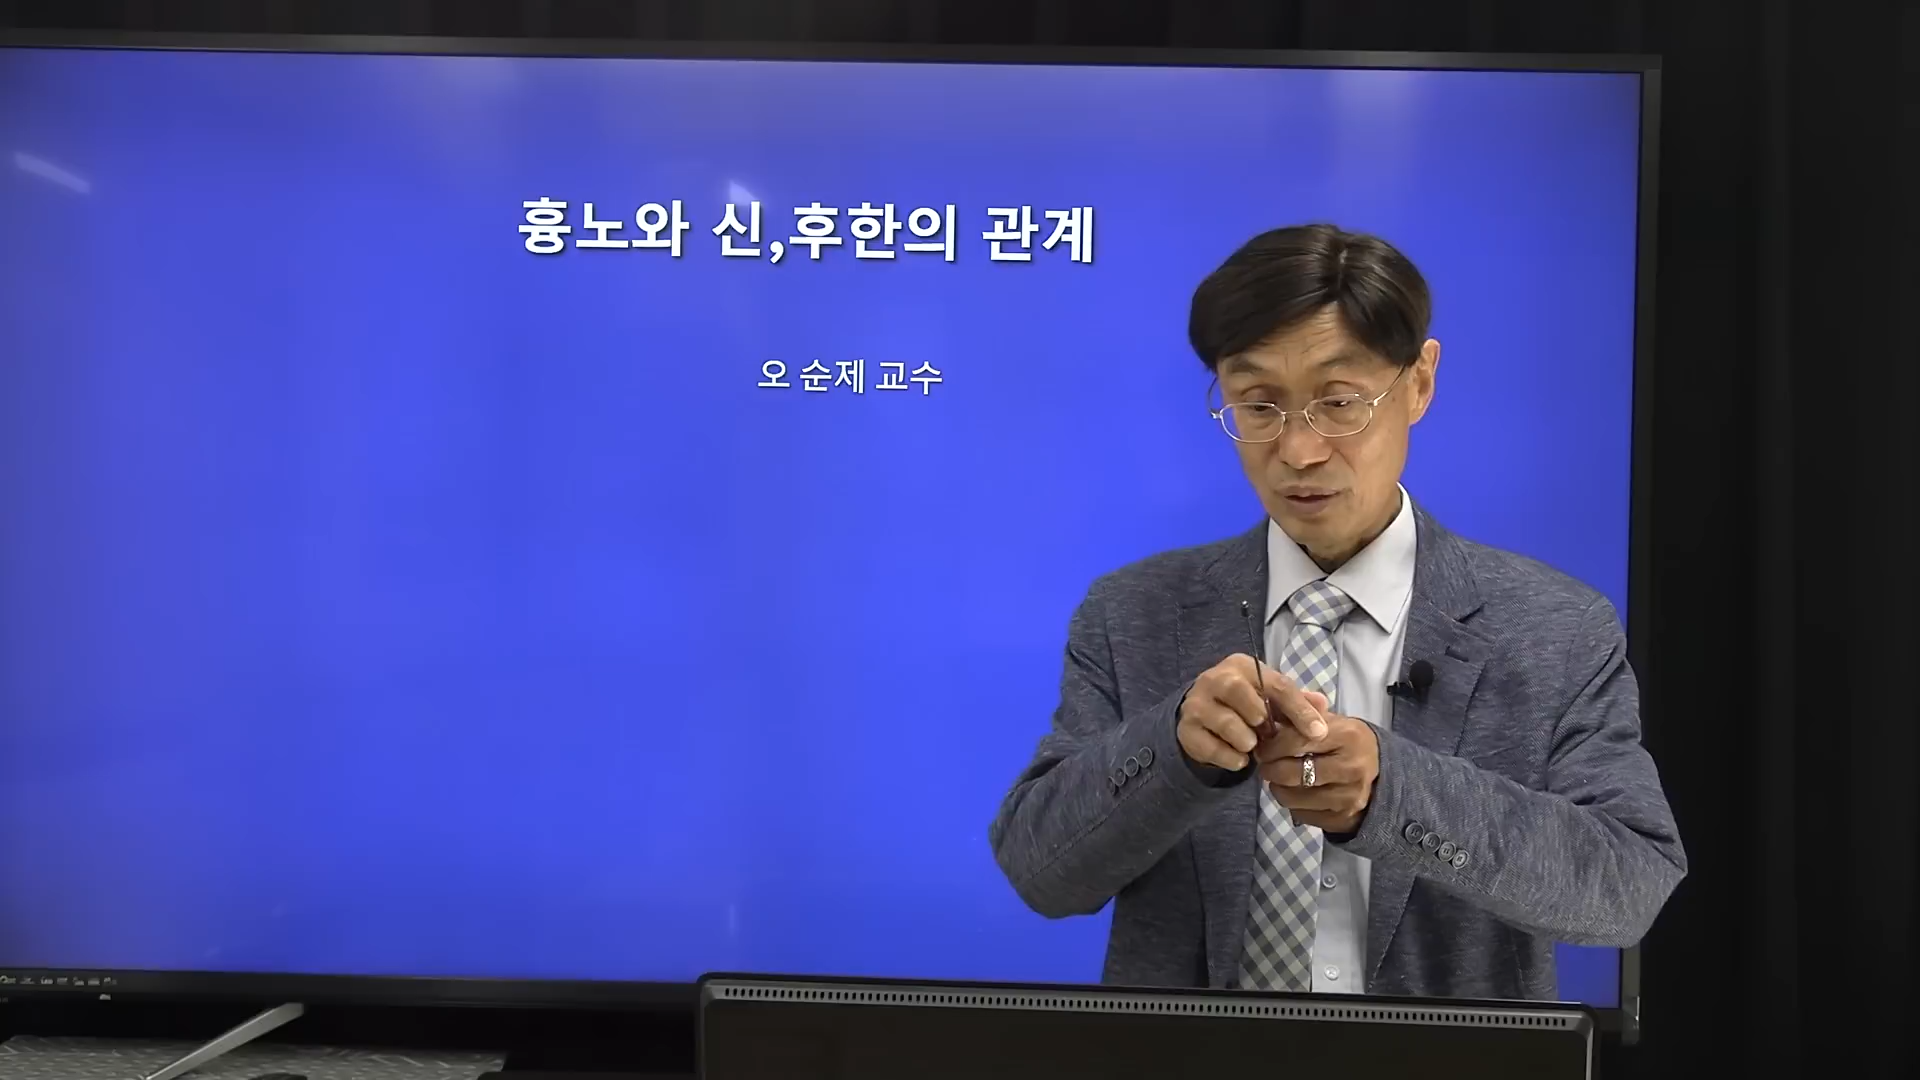 흉노와 신,후한의 관계
오 순제 교수